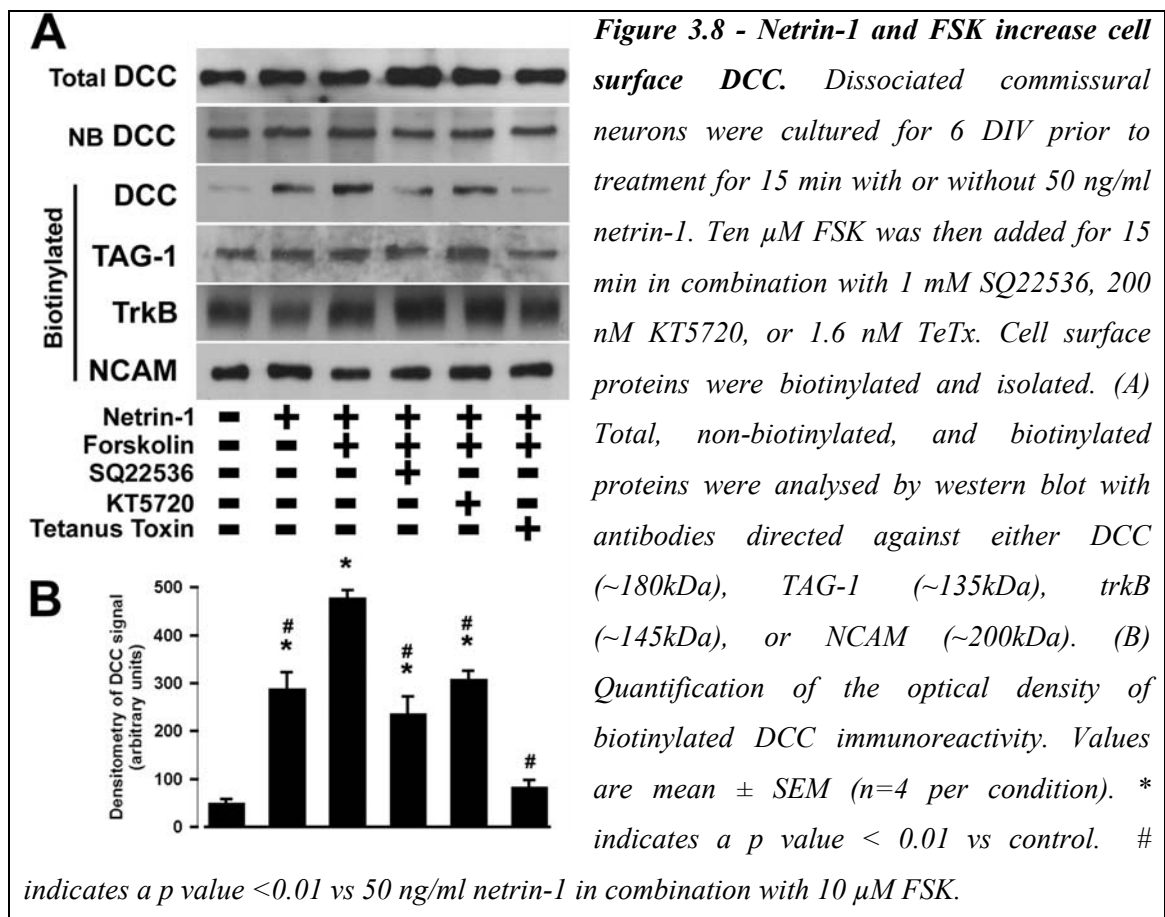 A
Total DCC
NB DCC
Biotinylated
DCC
TAG-1
TrkB
NCAM
Netrin-1 - + + + + +
Forskolin - - + + + +
SQ22536 - - - + - -
KT5720 - - - - + -
Tetanus Toxin - - - - - +
B
Densitometry of DCC signal
(arbitrary units)
500
400
300
200
100
0
#
*
*
#
*
#
*
#
Figure 3.8 - Netrin-1 and FSK increase cell
surface DCC. Dissociated commissural
neurons were cultured for 6 DIV prior to
treatment for 15 min with or without 50 ng/ml
netrin-1. Ten µM FSK was then added for 15
min in combination with 1 mM SQ22536, 200
nM KT5720, or 1.6 nM TeTx. Cell surface
proteins were biotinylated and isolated. (A)
Total, non-biotinylated, and biotinylated
proteins were analysed by western blot with
antibodies directed against either DCC
(~180kDa), TAG-1 (~135kDa), trkB
(~145kDa), or NCAM (~200kDa). (B)
Quantification of the optical density of
biotinylated DCC immunoreactivity. Values
are mean ± SEM (n=4 per condition). *
indicates a p value < 0.01 vs control. #
indicates a p value <0.01 vs 50 ng/ml netrin-1 in combination with 10 µM FSK.